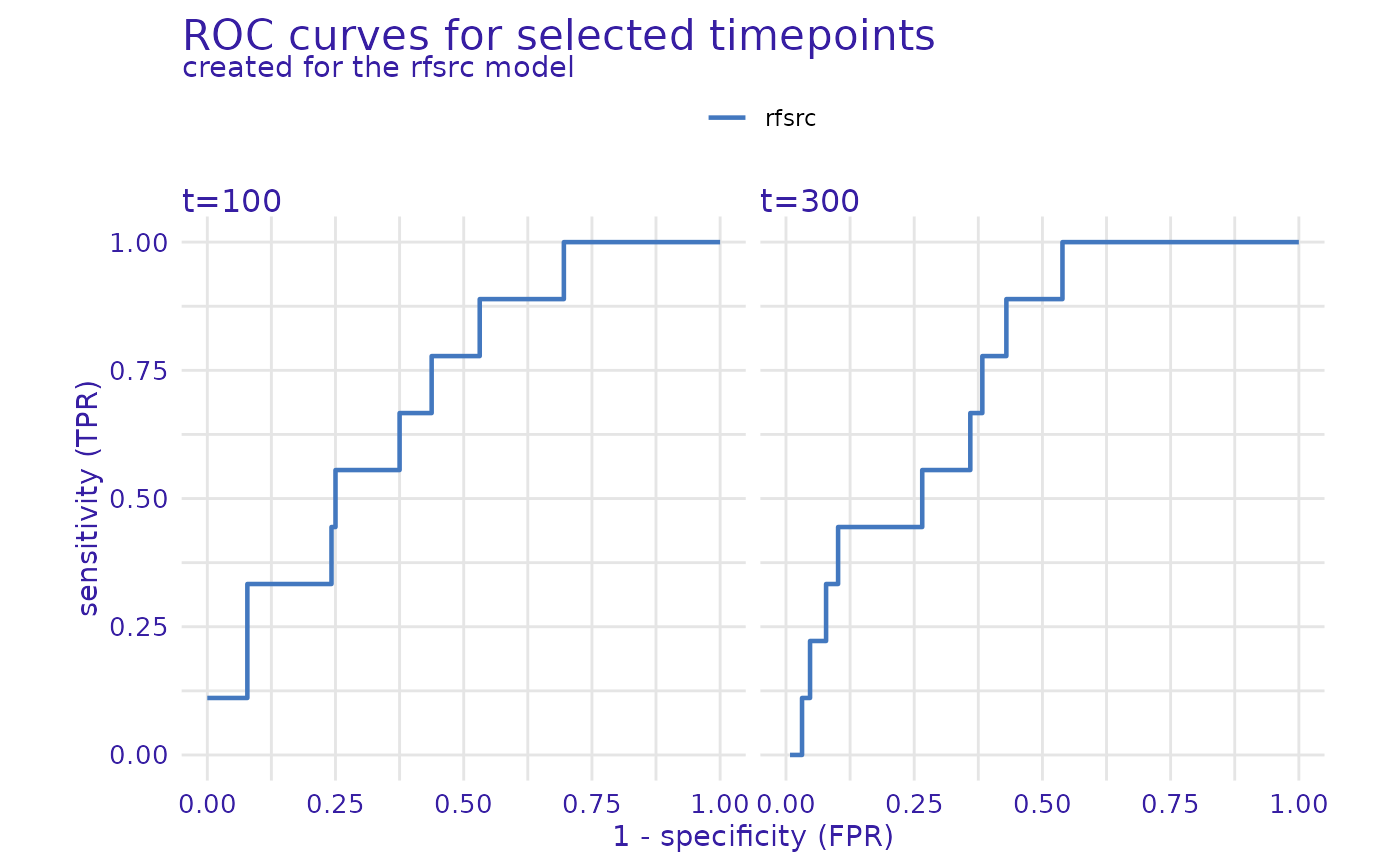 ROC curves for selected timepoints
created for the rfsrc model
rfsrc
t=100
t=300
sensitivity (TPR)
1.00
0.75
0.50
0.25
0.00
0.00 0.25 0.50 0.75 1.00 0.00 0.25 0.50 0.75 1.00
1 - specificity (FPR)